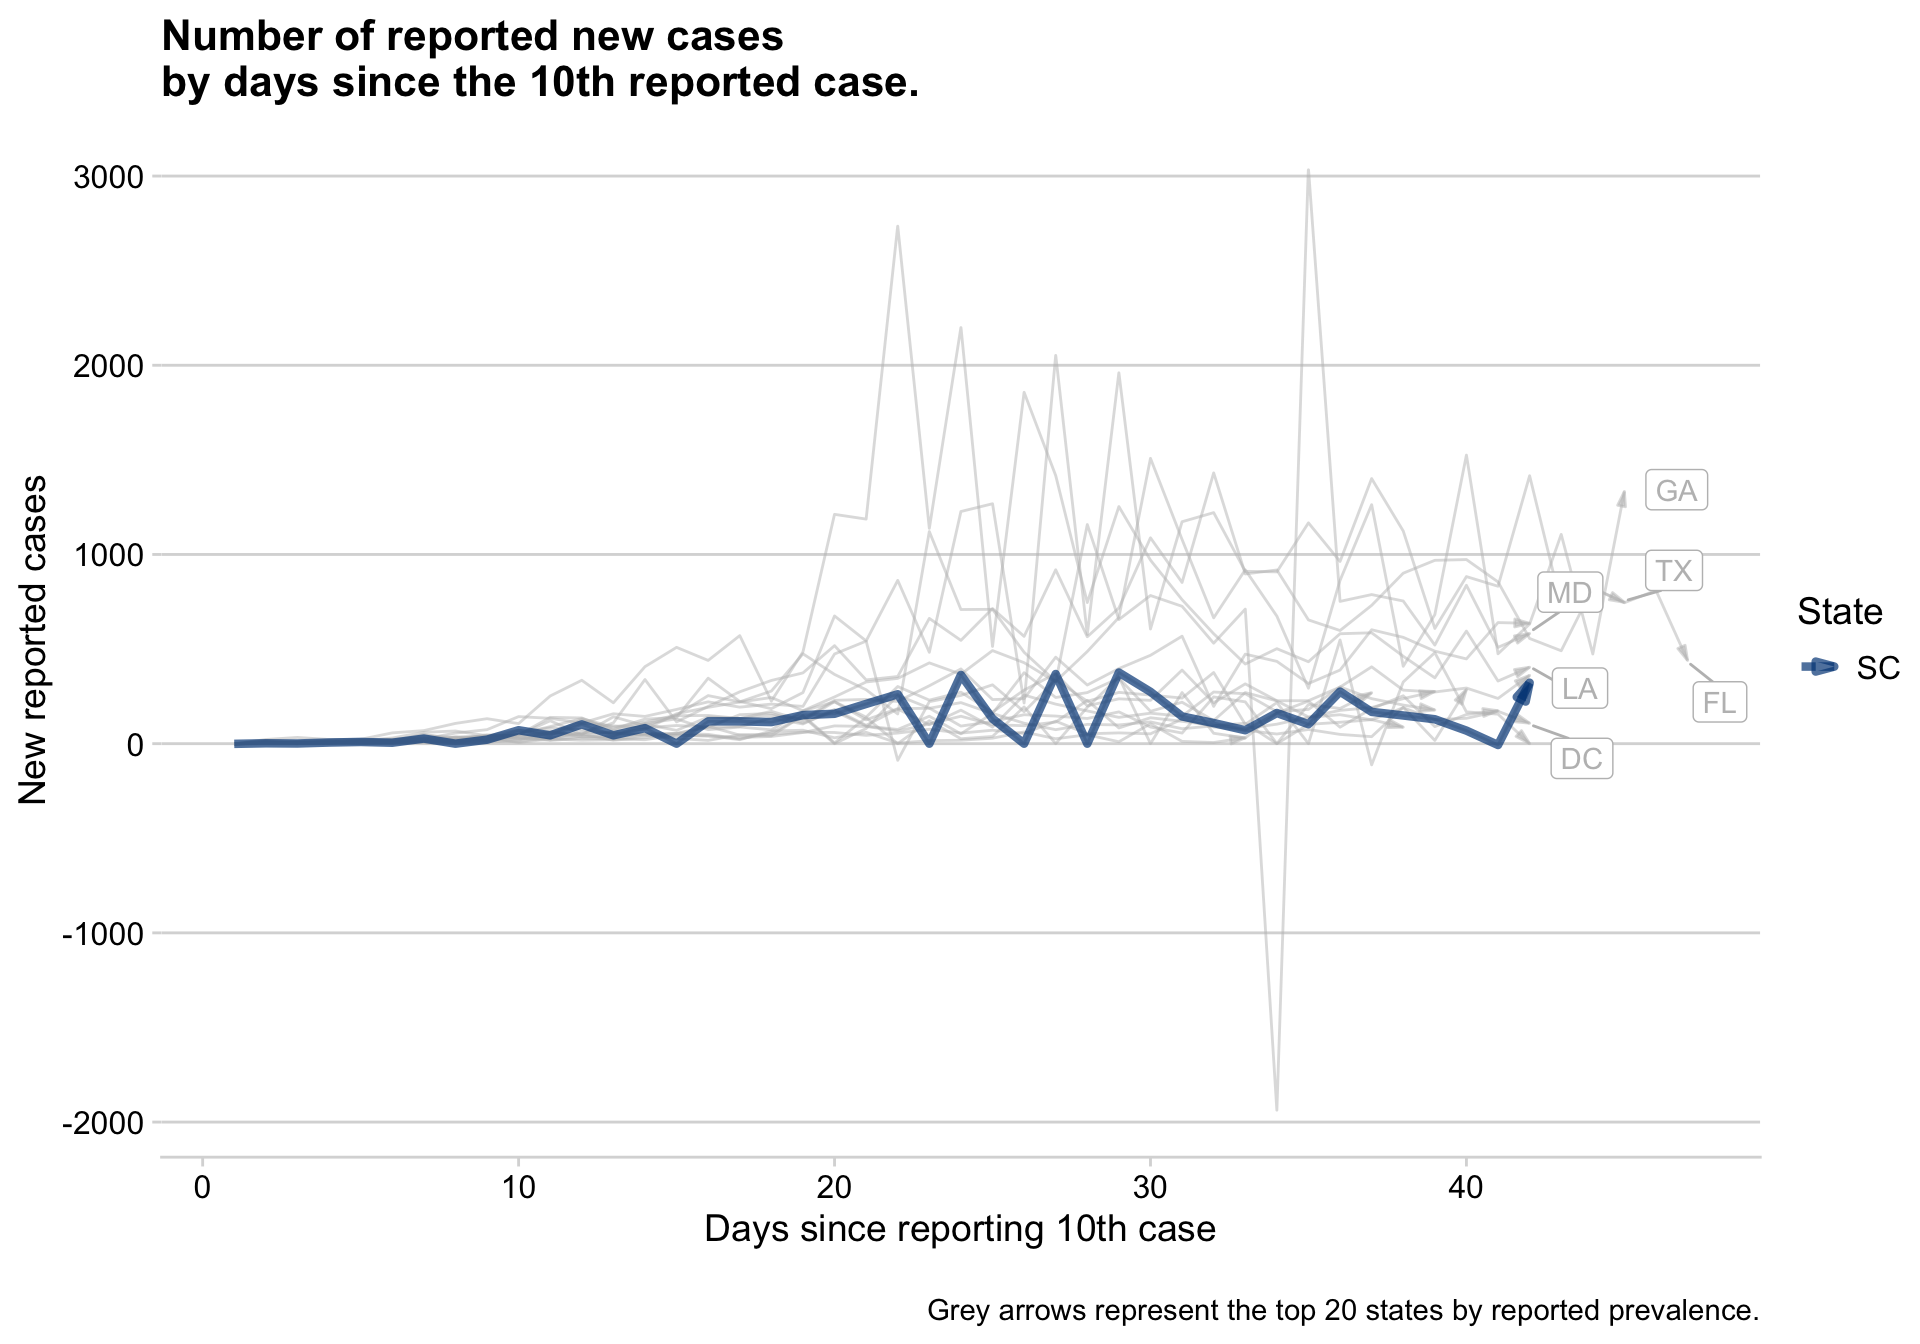 Number of reported new cases
by days since the 10th reported case.
New reported cases
3000
2000
1000
0
-1000
-2000
GA
TX
MD
LA
FL
DC
State
SC
0 10 20 30 40
Days since reporting 10th case
Grey arrows represent the top 20 states by reported prevalence.